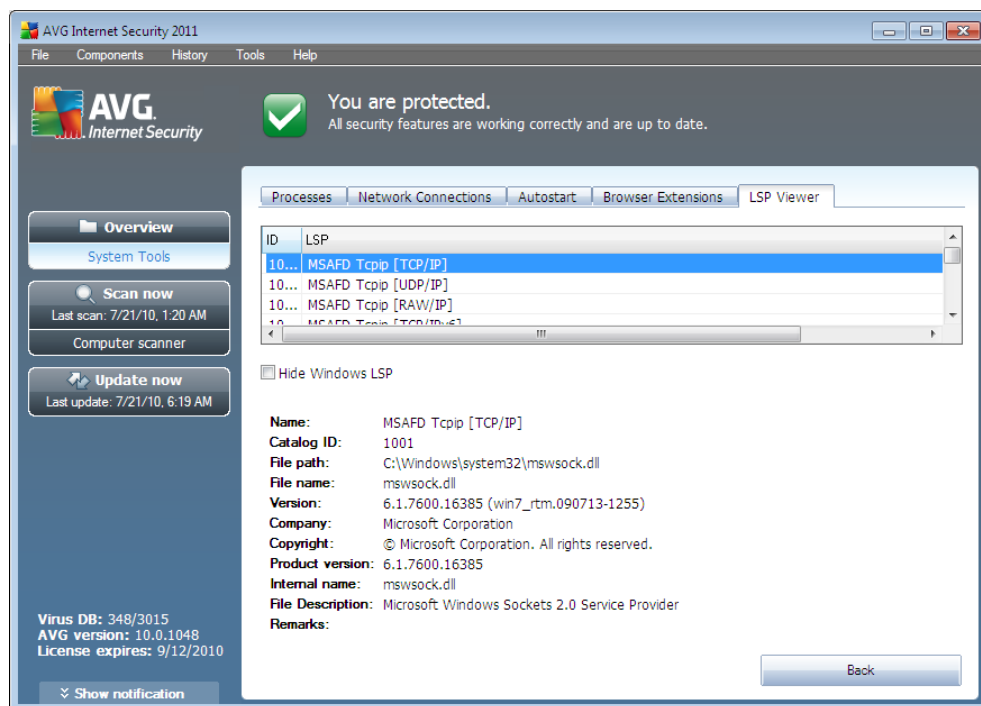 AVG Internet Security 2011
File Components History Tools Help
AVG.
Internet Security
You are protected.
All security features are working correctly and are up to date.
Processes Network Connections Autostart Browser Extensions LSP Viewer
Overview
System Tools
Scan now
Last scan: 7/21/10, 1:20 AM
Computer scanner
Update now
Last update: 7/21/10, 6:19 AM
ID LSP
10... MSAFD Tcpip [TCP/IP]
10... MSAFD Tcpip [UDP/IP]
10... MSAFD Tcpip [RAW/IP]
10... MSAFD Tcpip [TCP/IPv6]
Hide Windows LSP
Name: MSAFD Tcpip [TCP/IP]
Catalog ID: 1001
File path: C:\Windows\system32\mswsock.dll
File name: mswsock.dll
Version: 6.1.7600.16385 (win7_rtm.090713-1255)
Company: Microsoft Corporation
Copyright: © Microsoft Corporation. All rights reserved.
Product version: 6.1.7600.16385
Internal name: mswsock.dll
File Description: Microsoft Windows Sockets 2.0 Service Provider
Remarks:
Virus DB: 348/3015
AVG version: 10.0.1048
License expires: 9/12/2010
Show notification
Back